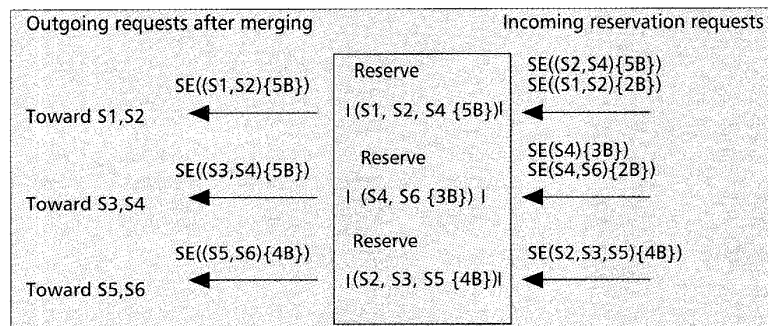 Outgoing requests after merging
Incoming reservation requests
SE((S1,S2){5B})
Toward S1,S2
Reserve
|(S1, S2, S4 {5B})|
SE((S2,S4){5B})
SE((S1,S2){2B})
SE((S3,S4){5B})
Toward S3,S4
Reserve
| (S4, S6 {3B}) |
SE(S4){3B})
SE(S4,S6){2B})
SE((S5,S6){4B})
Toward S5,S6
Reserve
|(S2, S3, S5 {4B})|
SE(S2,S3,S5){4B})